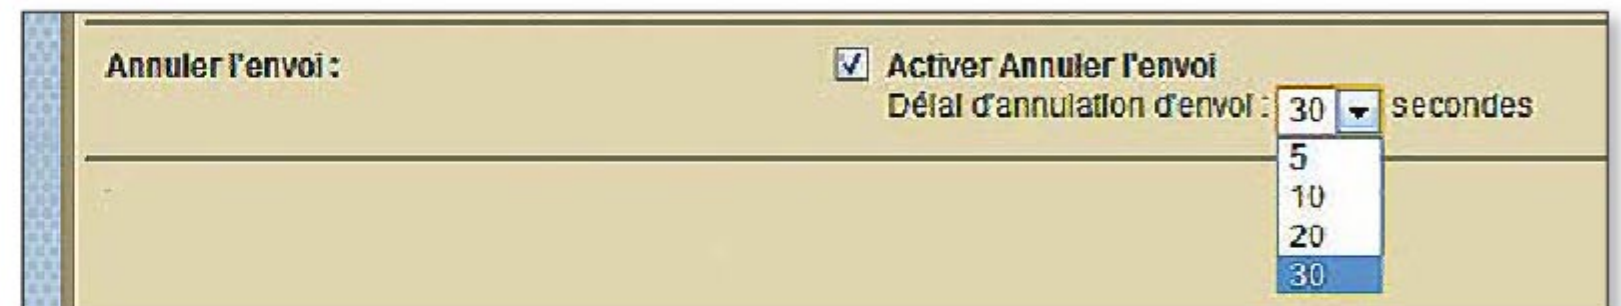 Annuler l'envoi :
Activer Annuler l'envoi
Délai d'annulation d'envoi : 30 secondes
5
10
20
30